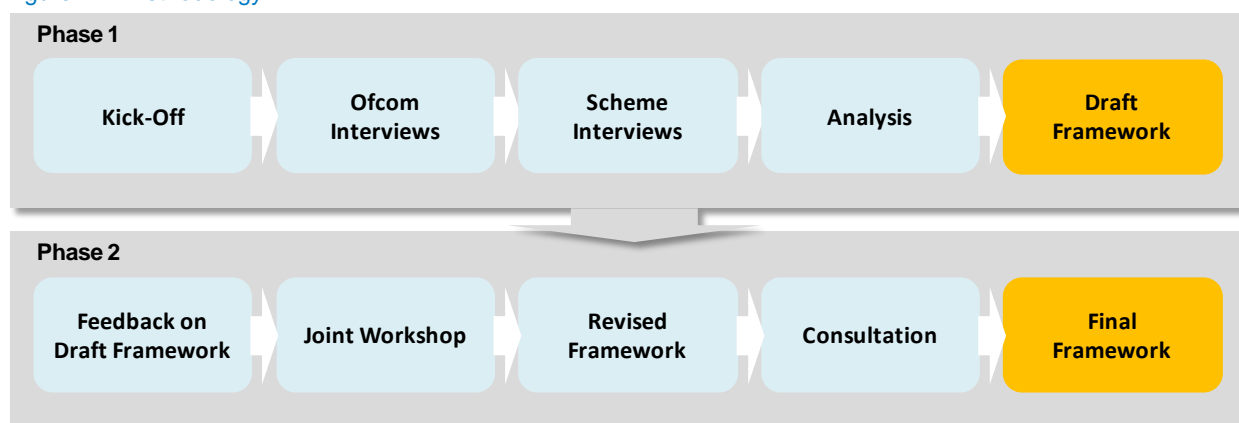 Phase 1
Kick-Off
Ofcom
Interviews
Scheme
Interviews
Analysis
Draft
Framework
Phase 2
Feedback on
Draft Framework
Joint Workshop
Revised
Framework
Consultation
Final
Framework